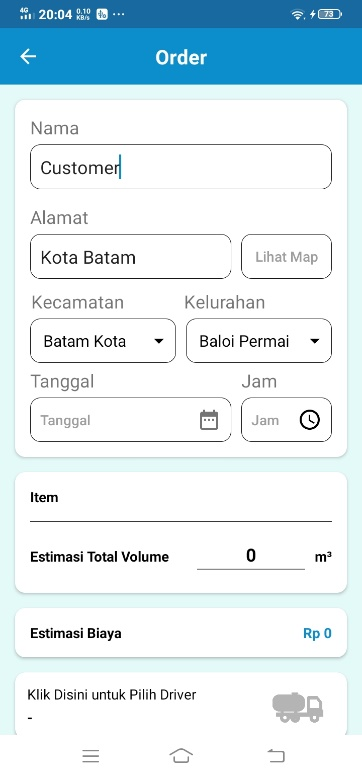 4G 20:04 0.10 KB/s ... 73
Order
Nama
Customer
Alamat
Kota Batam Lihat Map
Kecamatan Kelurahan
Batam Kota Baloi Permai
Tanggal Jam
Tanggal Jam
Item
Estimasi Total Volume 0 m³
Estimasi Biaya Rp 0
Klik Disini untuk Pilih Driver
-